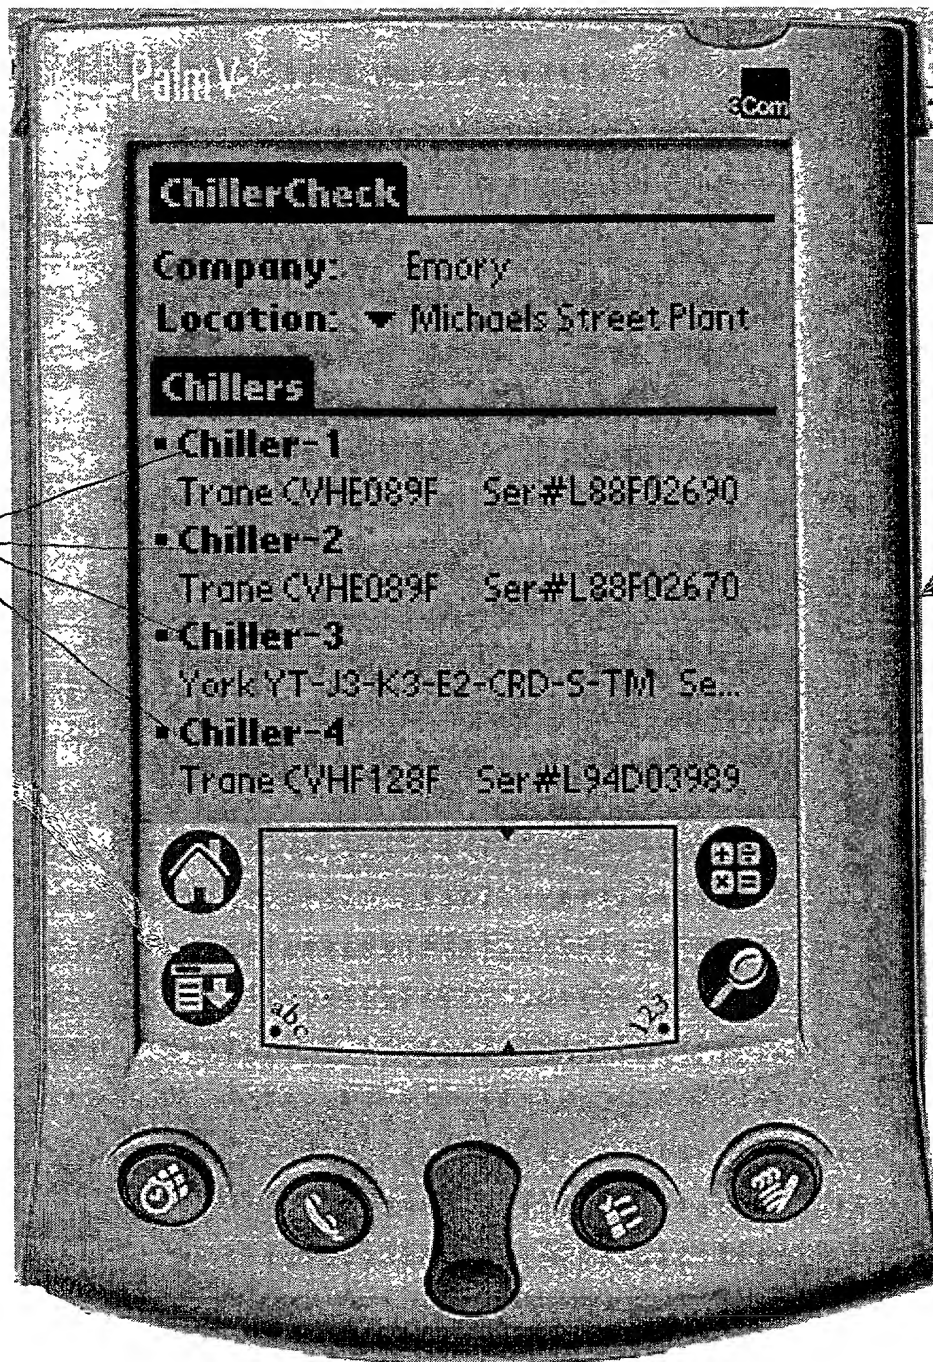 Palm V
3Com
ChillerCheck
Company: Emory
Location: Michaels Street Plant
Chillers
Chiller-1
Trane CVHE089F Ser#L88F02690
Chiller-2
Trane CVHE089F Ser#L88F02670
Chiller-3
York YT-J3-K3-E2-CRD-S-TM Se...
Chiller-4
Trane CVHF128F Ser#L94D03989
abc 123